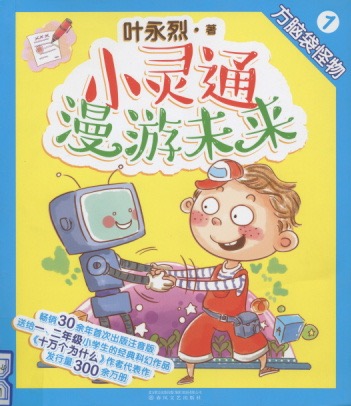 叶永烈·著
1
方脑袋怪物
小灵通
漫游未来
畅销30余年首次出版注音版
送给一、二年级小学生的经典科幻作品
《十万个为什么》作者代表作
发行量300余万册